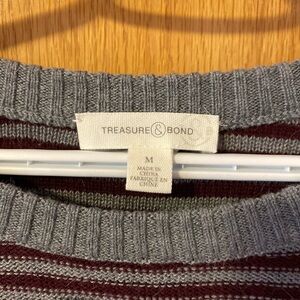 TREASURE & BOND
M
MADE IN
CHINA
FABRIQUÉ EN
CHINE